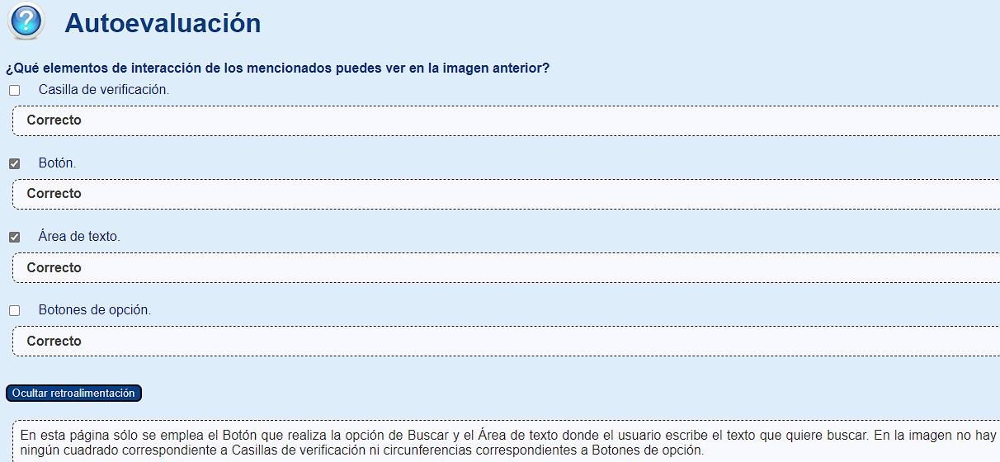 Autoevaluación
¿Qué elementos de interacción de los mencionados puedes ver en la imagen anterior?
Casilla de verificación.
Correcto
Botón.
Correcto
Área de texto.
Correcto
Botones de opción.
Correcto
Ocultar retroalimentación
En esta página sólo se emplea el Botón que realiza la opción de Buscar y el Área de texto donde el usuario escribe el texto que quiere buscar. En la imagen no hay
ningún cuadrado correspondiente a Casillas de verificación ni circunferencias correspondientes a Botones de opción.